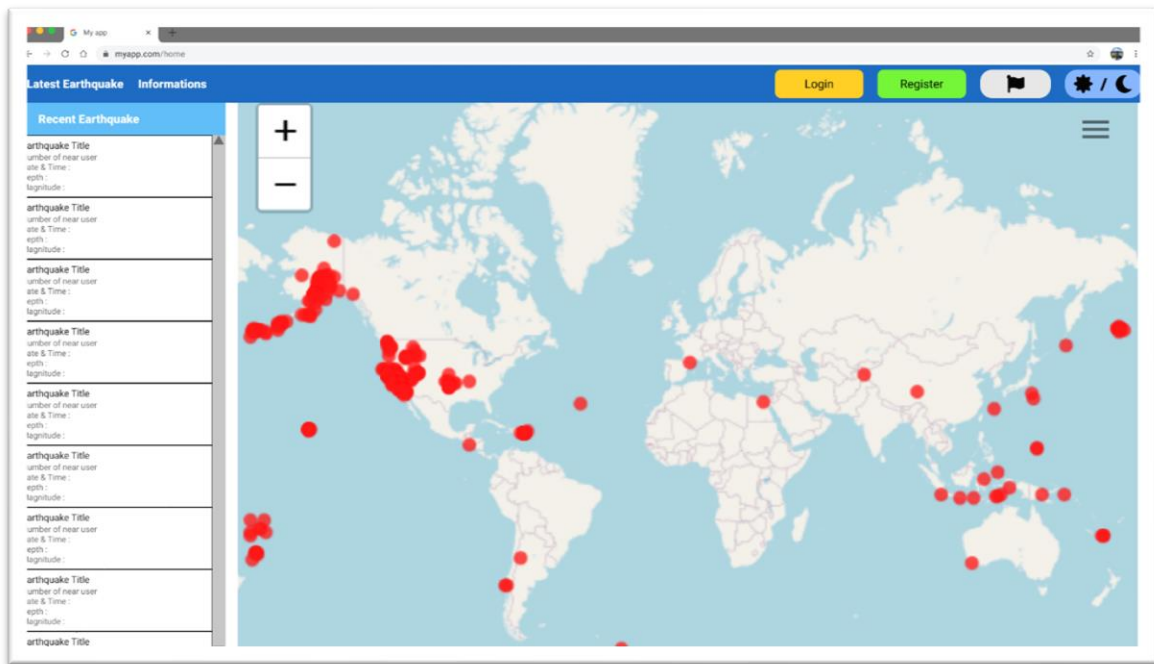 My app
myapp.com/home
Latest Earthquake Informations
Login
Register
/
Recent Earthquake
arthquake Title
umber of near user
ate & Time :
epth :
lagnitude :
arthquake Title
umber of near user
ate & Time :
epth :
lagnitude :
arthquake Title
umber of near user
ate & Time :
epth :
lagnitude :
arthquake Title
umber of near user
ate & Time :
epth :
lagnitude :
arthquake Title
umber of near user
ate & Time :
epth :
lagnitude :
arthquake Title
umber of near user
ate & Time :
epth :
lagnitude :
arthquake Title
umber of near user
ate & Time :
epth :
lagnitude :
arthquake Title
umber of near user
ate & Time :
epth :
lagnitude :
arthquake Title